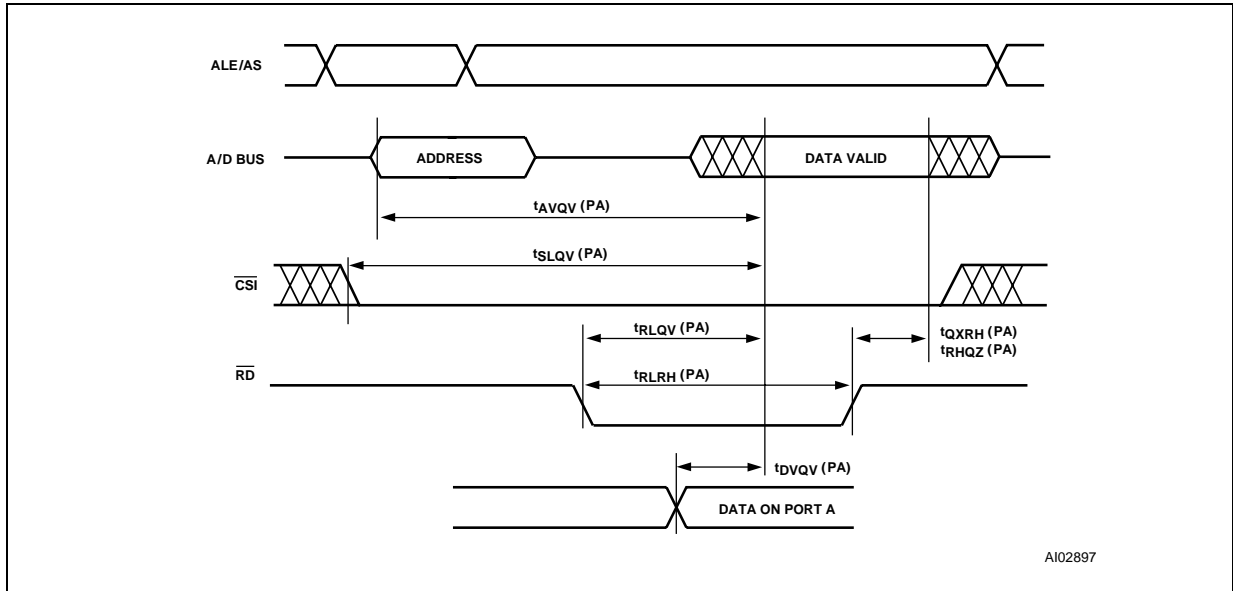 ALE/AS
A/D BUS
ADDRESS
DATA VALID
tAVQV (PA)
tSLQV (PA)
CSI
tRLQV (PA)
tQXRH (PA)
tRHQZ (PA)
RD
tRLRH (PA)
tDVQV (PA)
DATA ON PORT A
AI02897